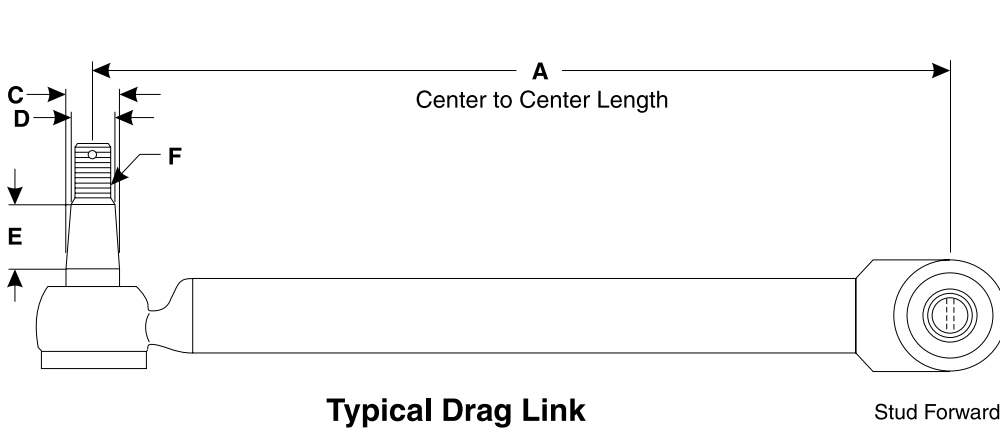 A
Center to Center Length
C
D
F
E
Typical Drag Link
Stud Forward